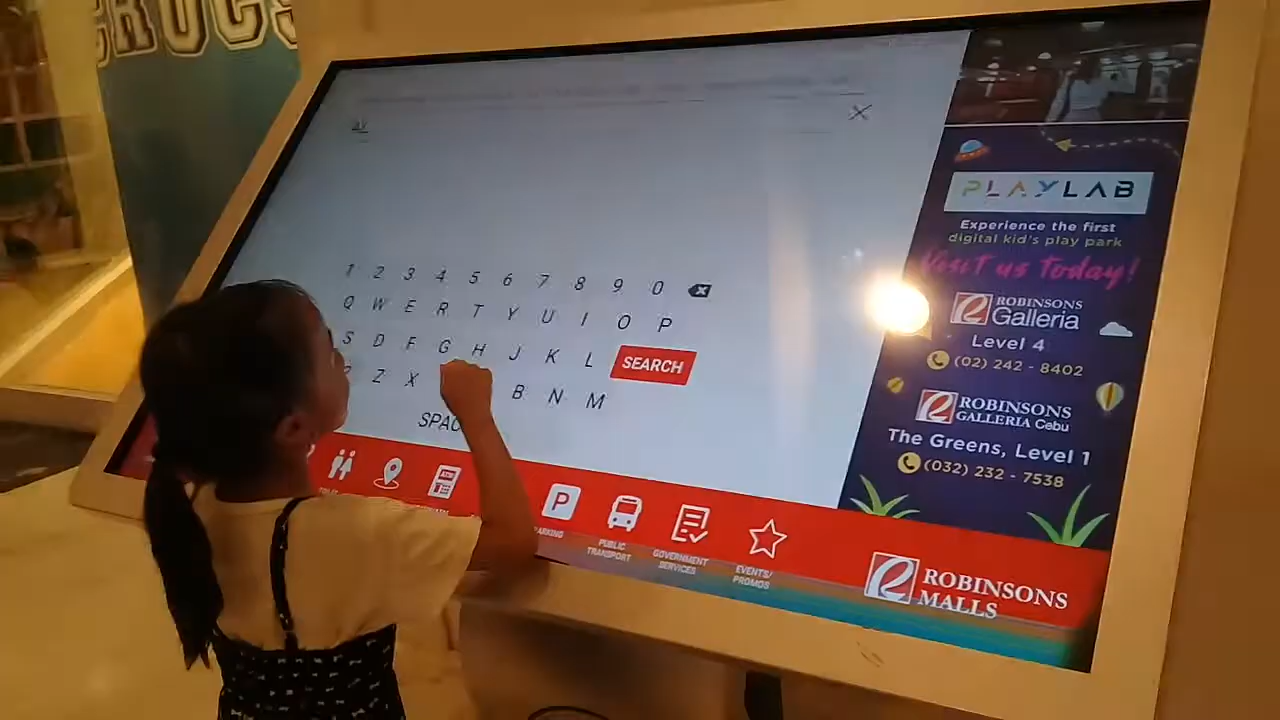 1 2 3 4 5 6 7 8 9 0
Q W E R T Y U I O P
S D F G H J K L SEARCH
Z X B N M
SPAC
ATM
P
PARKING
PUBLIC
TRANSPORT
GOVERNMENT
SERVICES
EVENTS/
PROMOS
ROBINSONS
MALLS
PLAYLAB
Experience the first
digital kid's play park
Visit us today!
ROBINSONS
Galleria
Level 4
(02) 242 - 8402
ROBINSONS
GALLERIA Cebu
The Greens, Level 1
(032) 232 - 7538